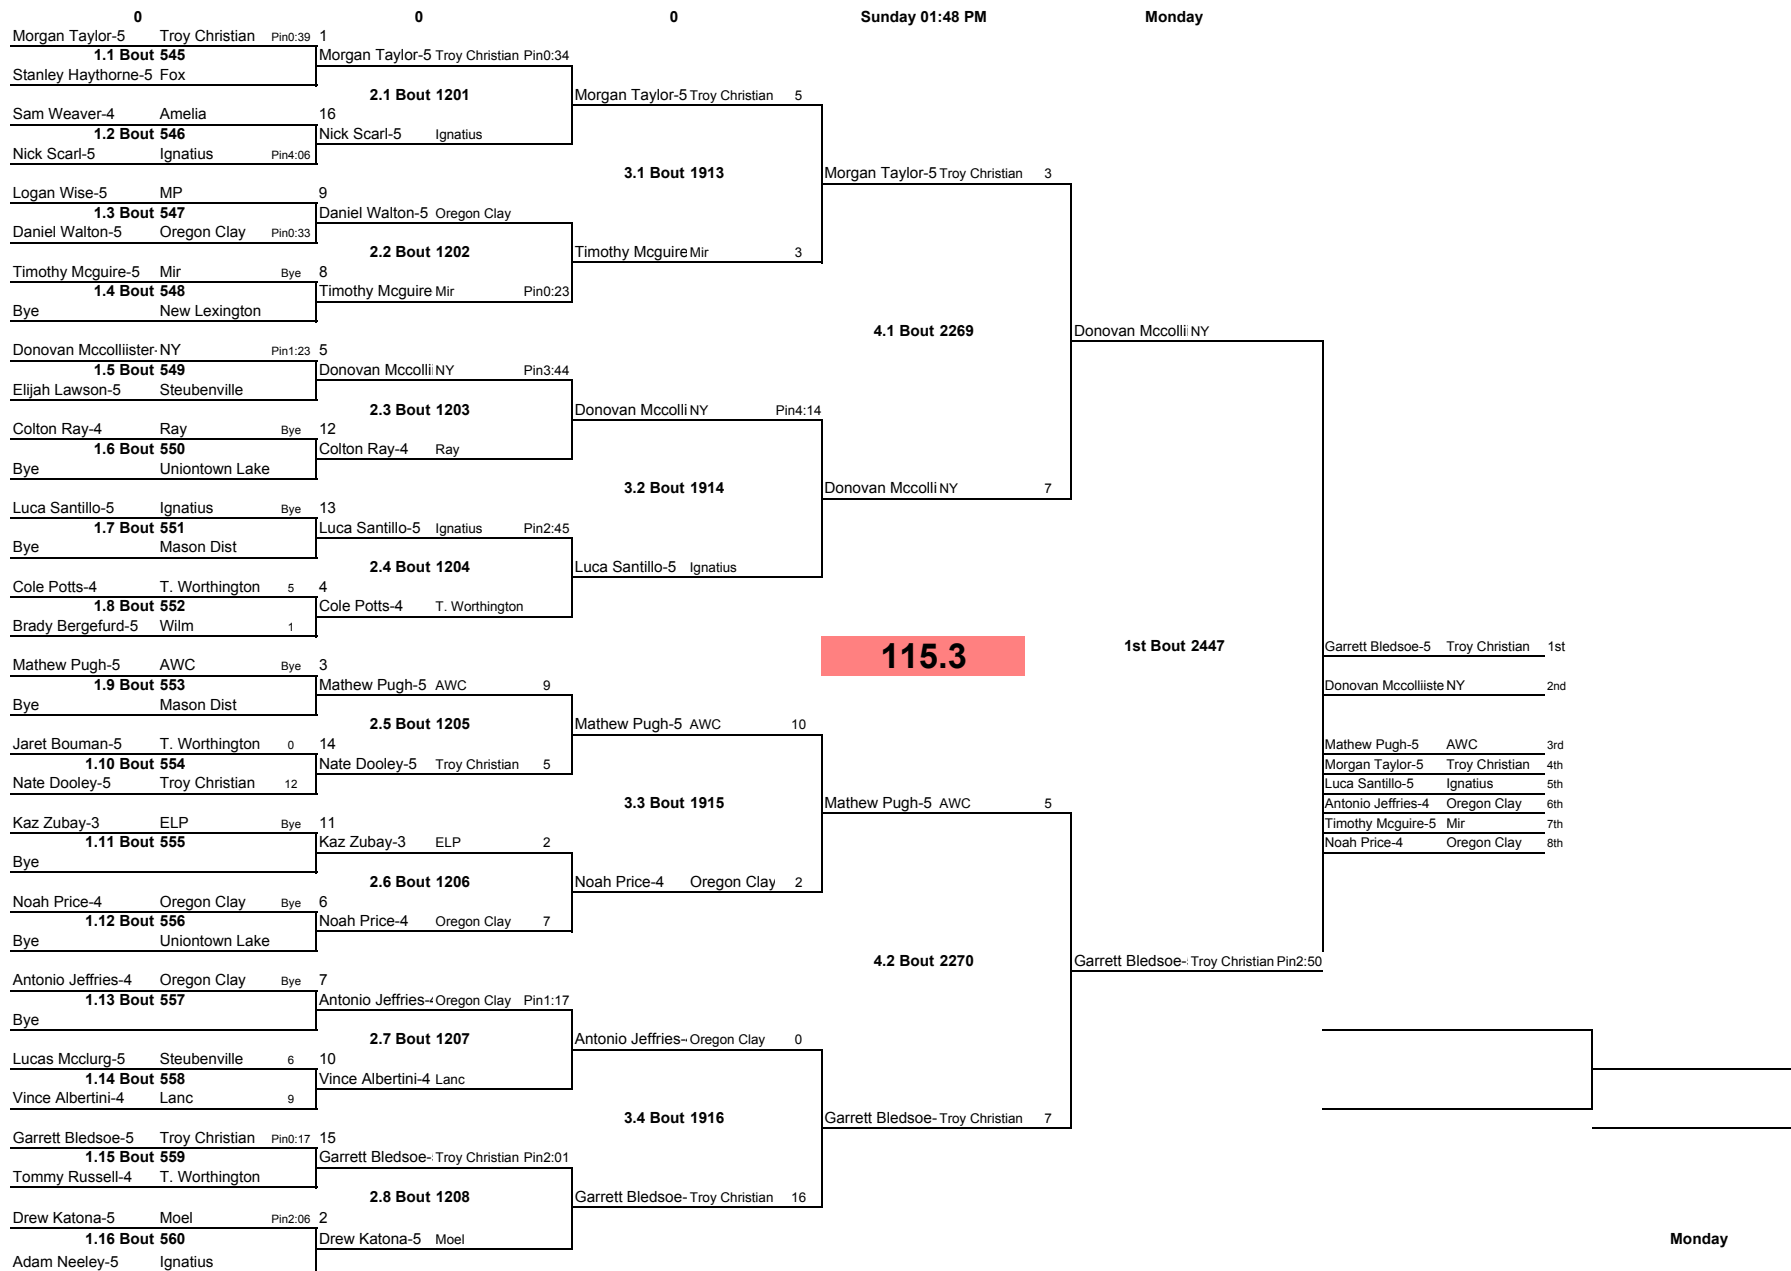 0 0 0 Sunday 01:48 PM Monday
Morgan Taylor-5 Troy Christian Pin0:39 1
1.1 Bout 545
Stanley Haythorne-5 Fox
Sam Weaver-4 Amelia 16
1.2 Bout 546
Nick Scarl-5 Ignatius Pin4:06
Logan Wise-5 MP 9
1.3 Bout 547
Daniel Walton-5 Oregon Clay Pin0:33
Timothy Mcguire-5 Mir Bye 8
1.4 Bout 548
Bye New Lexington
Donovan Mccolliister- NY Pin1:23 5
1.5 Bout 549
Elijah Lawson-5 Steubenville
Colton Ray-4 Ray Bye 12
1.6 Bout 550
Bye Uniontown Lake
Luca Santillo-5 Ignatius Bye 13
1.7 Bout 551
Bye Mason Dist
Cole Potts-4 T. Worthington 5 4
1.8 Bout 552
Brady Bergefurd-5 Wilm 1
Mathew Pugh-5 AWC Bye 3
1.9 Bout 553
Bye Mason Dist
Jaret Bouman-5 T. Worthington 0 14
1.10 Bout 554
Nate Dooley-5 Troy Christian 12
Kaz Zubay-3 ELP Bye 11
1.11 Bout 555
Bye
Noah Price-4 Oregon Clay Bye 6
1.12 Bout 556
Bye Uniontown Lake
Antonio Jeffries-4 Oregon Clay Bye 7
1.13 Bout 557
Bye
Lucas Mcclurg-5 Steubenville 6 10
1.14 Bout 558
Vince Albertini-4 Lanc 9
Garrett Bledsoe-5 Troy Christian Pin0:17 15
1.15 Bout 559
Tommy Russell-4 T. Worthington
Drew Katona-5 Moel Pin2:06 2
1.16 Bout 560
Adam Neeley-5 Ignatius
Morgan Taylor-5 Troy Christian Pin0:34
2.1 Bout 1201
Nick Scarl-5 Ignatius
Daniel Walton-5 Oregon Clay
2.2 Bout 1202
Timothy Mcguire Mir Pin0:23
Donovan Mccolli NY Pin3:44
2.3 Bout 1203
Colton Ray-4 Ray
Luca Santillo-5 Ignatius Pin2:45
2.4 Bout 1204
Cole Potts-4 T. Worthington
Mathew Pugh-5 AWC 9
2.5 Bout 1205
Nate Dooley-5 Troy Christian 5
Kaz Zubay-3 ELP 2
2.6 Bout 1206
Noah Price-4 Oregon Clay 7
Antonio Jeffries- Oregon Clay Pin1:17
2.7 Bout 1207
Vince Albertini-4 Lanc
Garrett Bledsoe- Troy Christian Pin2:01
2.8 Bout 1208
Drew Katona-5 Moel
Morgan Taylor-5 Troy Christian 5
3.1 Bout 1913
Timothy Mcguire Mir 3
Donovan Mccolli NY Pin4:14
3.2 Bout 1914
Luca Santillo-5 Ignatius
Mathew Pugh-5 AWC 10
3.3 Bout 1915
Noah Price-4 Oregon Clay 2
Antonio Jeffries- Oregon Clay 0
3.4 Bout 1916
Garrett Bledsoe- Troy Christian 16
Morgan Taylor-5 Troy Christian 3
4.1 Bout 2269
Donovan Mccolli NY 7
115.3
Mathew Pugh-5 AWC 5
4.2 Bout 2270
Garrett Bledsoe- Troy Christian 7
Donovan Mccolli NY
1st Bout 2447
Garrett Bledsoe- Troy Christian Pin2:50
Garrett Bledsoe-5 Troy Christian 1st
Donovan Mccolliiste NY 2nd
Mathew Pugh-5 AWC 3rd
Morgan Taylor-5 Troy Christian 4th
Luca Santillo-5 Ignatius 5th
Antonio Jeffries-4 Oregon Clay 6th
Timothy Mcguire-5 Mir 7th
Noah Price-4 Oregon Clay 8th
Monday